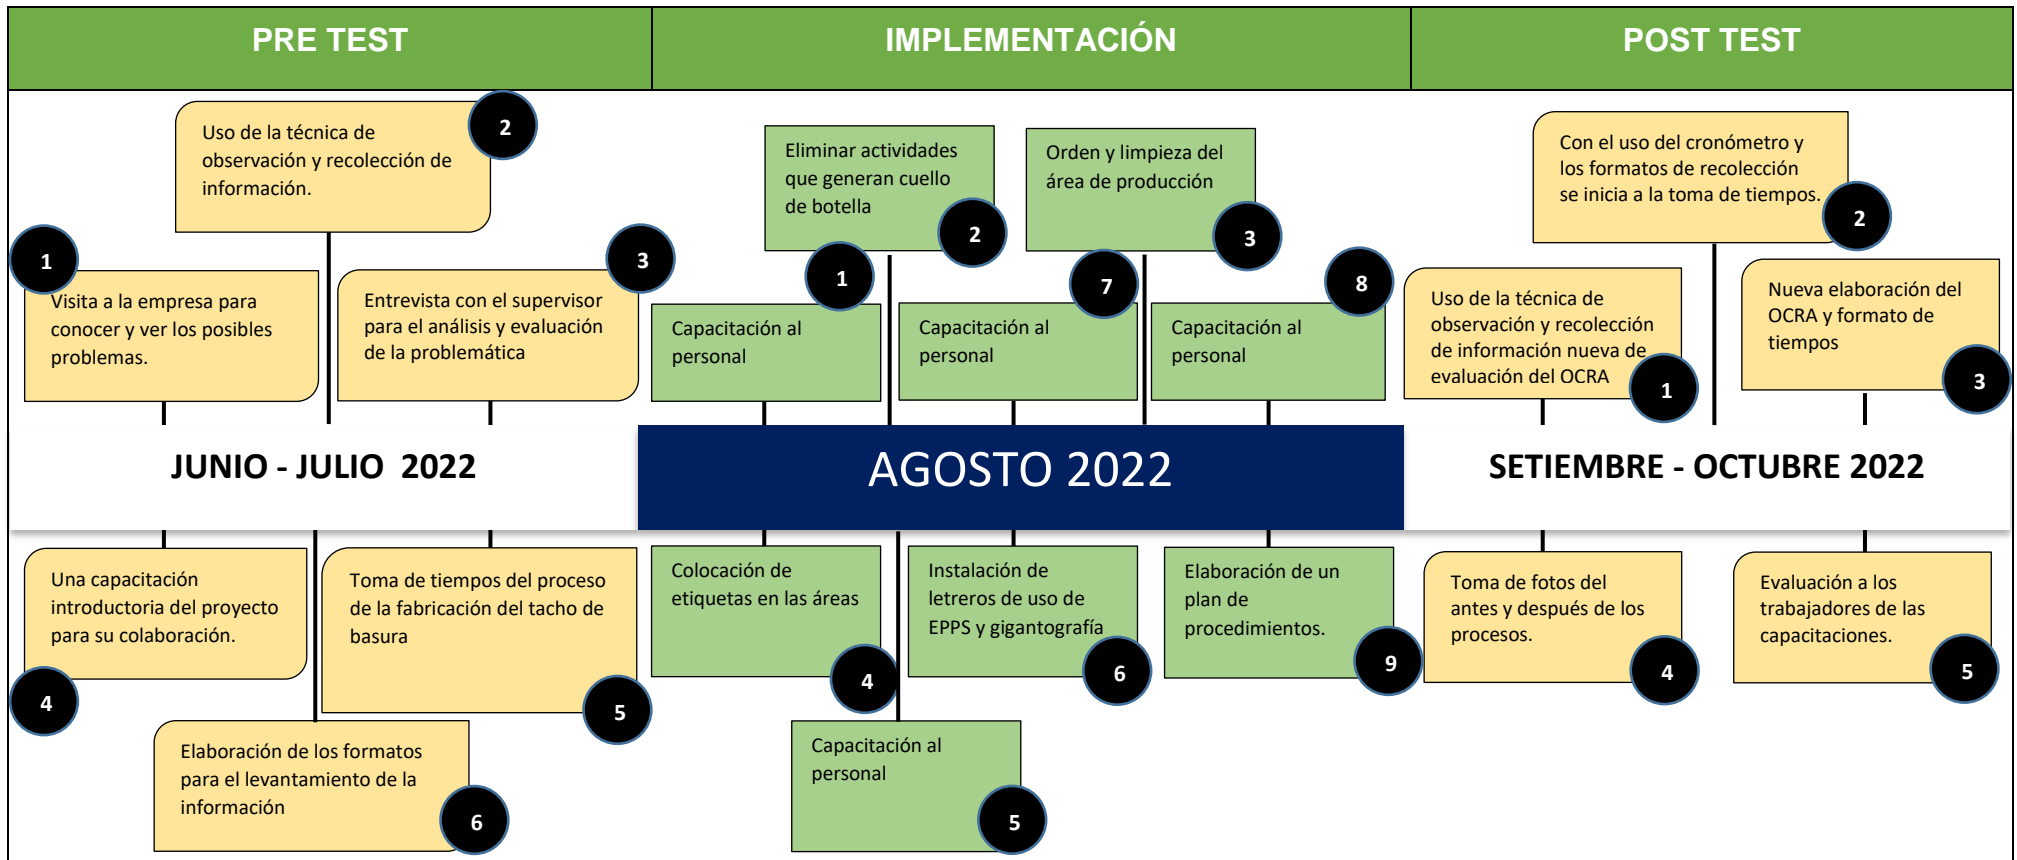 PRE TEST
IMPLEMENTACIÓN
POST TEST
Uso de la técnica de
observación y recolección de
información.
2
1
Visita a la empresa para
conocer y ver los posibles
problemas.
3
Entrevista con el supervisor
para el análisis y evaluación
de la problemática
Eliminar actividades
que generan cuello
de botella
2
Orden y limpieza del
área de producción
3
1
Capacitación al
personal
7
Capacitación al
personal
8
Capacitación al
personal
Con el uso del cronómetro y
los formatos de recolección
se inicia a la toma de tiempos.
2
Uso de la técnica de
observación y recolección
de información nueva de
evaluación del OCRA
1
Nueva elaboración del
OCRA y formato de
tiempos
3
JUNIO - JULIO 2022
AGOSTO 2022
SETIEMBRE - OCTUBRE 2022
Una capacitación
introductoria del proyecto
para su colaboración.
4
Toma de tiempos del proceso
de la fabricación del tacho de
basura
5
Elaboración de los formatos
para el levantamiento de la
información
6
Colocación de
etiquetas en las áreas
4
Instalación de
letreros de uso de
EPPS y gigantografía
6
Elaboración de un
plan de
procedimientos.
9
Capacitación al
personal
5
Toma de fotos del
antes y después de los
procesos.
4
Evaluación a los
trabajadores de las
capacitaciones.
5